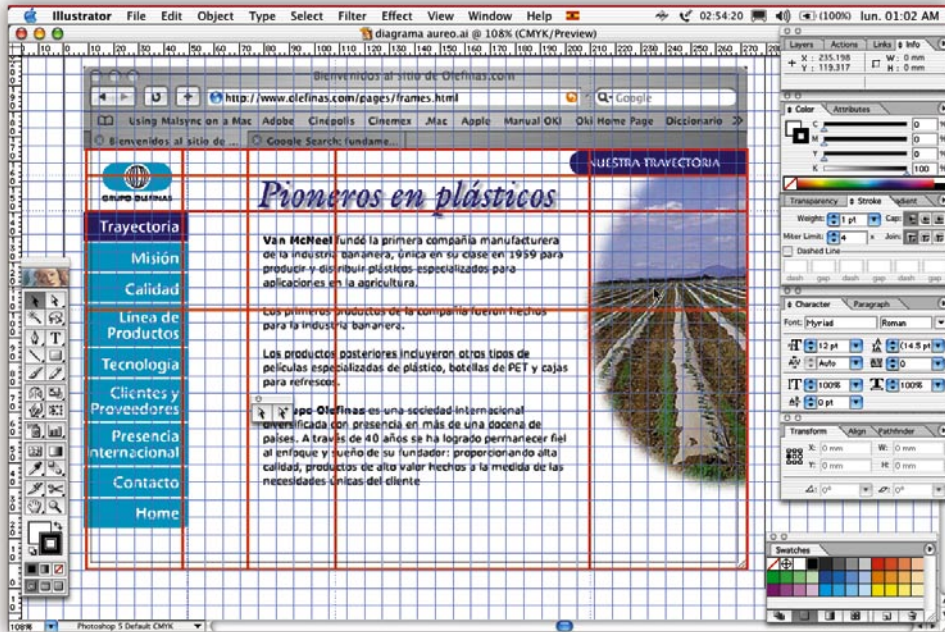 Illustrator File Edit Object Type Select Filter Effect View Window Help 02:54:20 (100%) lun. 01:02 AM
diagrama aureo.ai @ 108% (CMYK/Preview)
Bienvenidos al sitio de Olefinas.com
http://www.olefinas.com/pages/frames.html
Google
Using Malsync on a Mac Adobe Cinépolis Cinemex .Mac Apple Manual OKI Oki Home Page Diccionario
Bienvenidos al sitio de ... Google Search: fundame...
GRUPO OLEFINAS
NUESTRA TRAYECTORIA
Pioneros en plásticos
Trayectoria
Misión
Calidad
Línea de
Productos
Tecnología
Clientes y
Proveedores
Presencia
Internacional
Contacto
Home
Van McNeel fundó la primera compañía manufacturera
de la industria bananera, única en su clase en 1959 para
producir y distribuir plásticos especializados para
aplicaciones en la agricultura.
Los primeros productos de la compañía fueron hechos
para la industria bananera.
Los productos posteriores incluyeron otros tipos de
películas especializadas de plástico, botellas de PET y cajas
para refrescos.
upo Olefinas es una sociedad internacional
diversificada con presencia en más de una docena de
países. A través de 40 años se ha logrado permanecer fiel
al enfoque y sueño de su fundador: proporcionando alta
calidad, productos de alto valor hechos a la medida de las
necesidades únicas del cliente
Layers Actions Links Info
X : 235.198
Y : 119.317
W : 0 mm
H : 0 mm
Color Attributes
C 0 %
M 0 %
Y 0 %
K 100 %
Transparency Stroke adient
Weight: 1 pt Cap:
Miter Limit: 4 x Join:
Dashed Line
dash gap dash gap dash gap
Character Paragraph
Font: Myriad Roman
12 pt (14.5 pt)
Auto 0
100% 100%
0 pt
Transform Align Pathfinder
X: 0 mm W: 0 mm
Y: 0 mm H: 0 mm
0° 0°
Swatches
108% Photoshop 5 Default CMYK